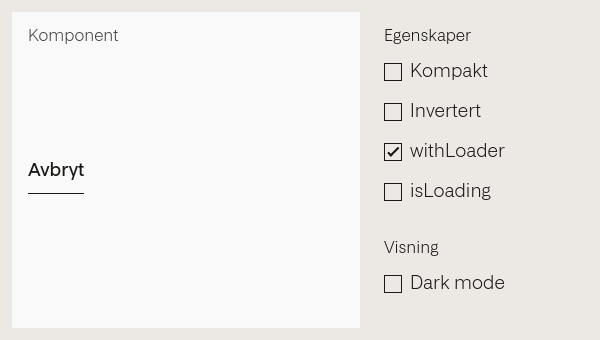 Komponent
Avbryt
Egenskaper
Kompakt
Invertert
withLoader
isLoading
Visning
Dark mode